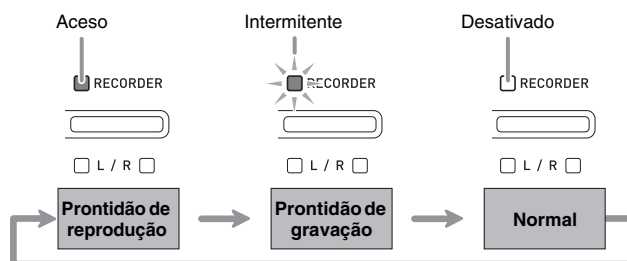 Aceso Intermitente Desativado
RECORDER RECORDER RECORDER
L / R L / R L / R
Prontidão de reprodução
Prontidão de gravação
Normal